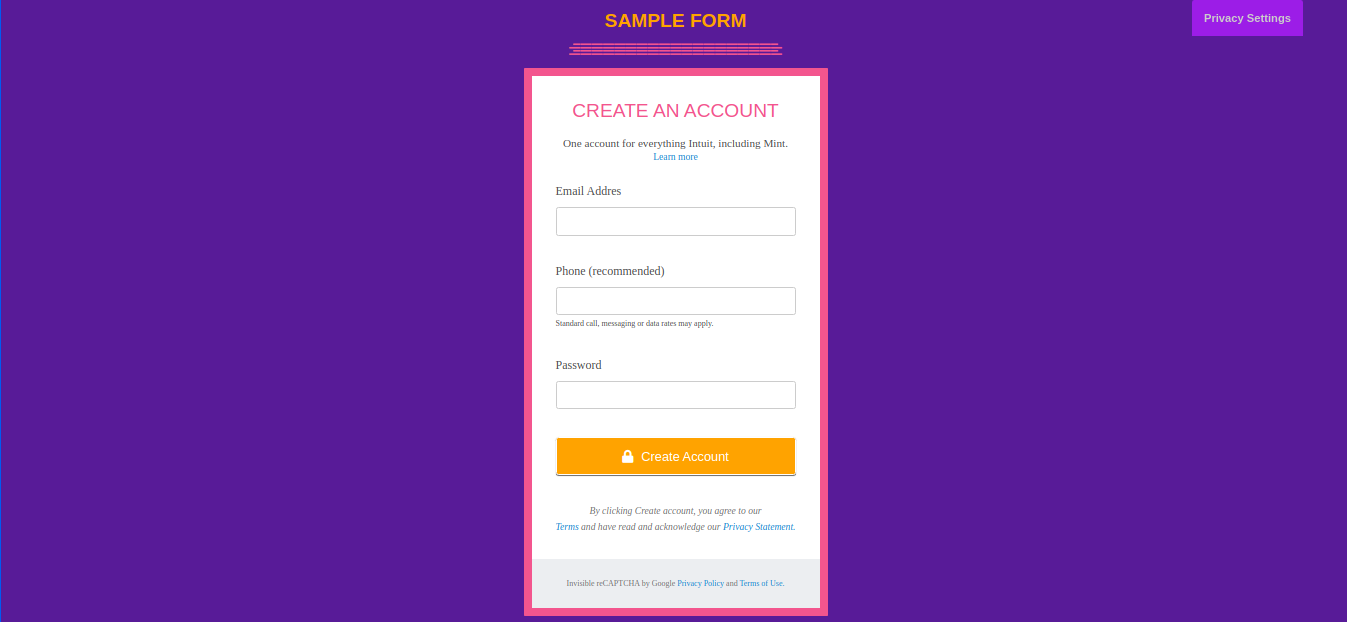 SAMPLE FORM
Privacy Settings
CREATE AN ACCOUNT
One account for everything Intuit, including Mint.
Learn more
Email Addres
Phone (recommended)
Standard call, messaging or data rates may apply.
Password
Create Account
By clicking Create account, you agree to our
Terms and have read and acknowledge our Privacy Statement.
Invisible reCAPTCHA by Google Privacy Policy and Terms of Use.